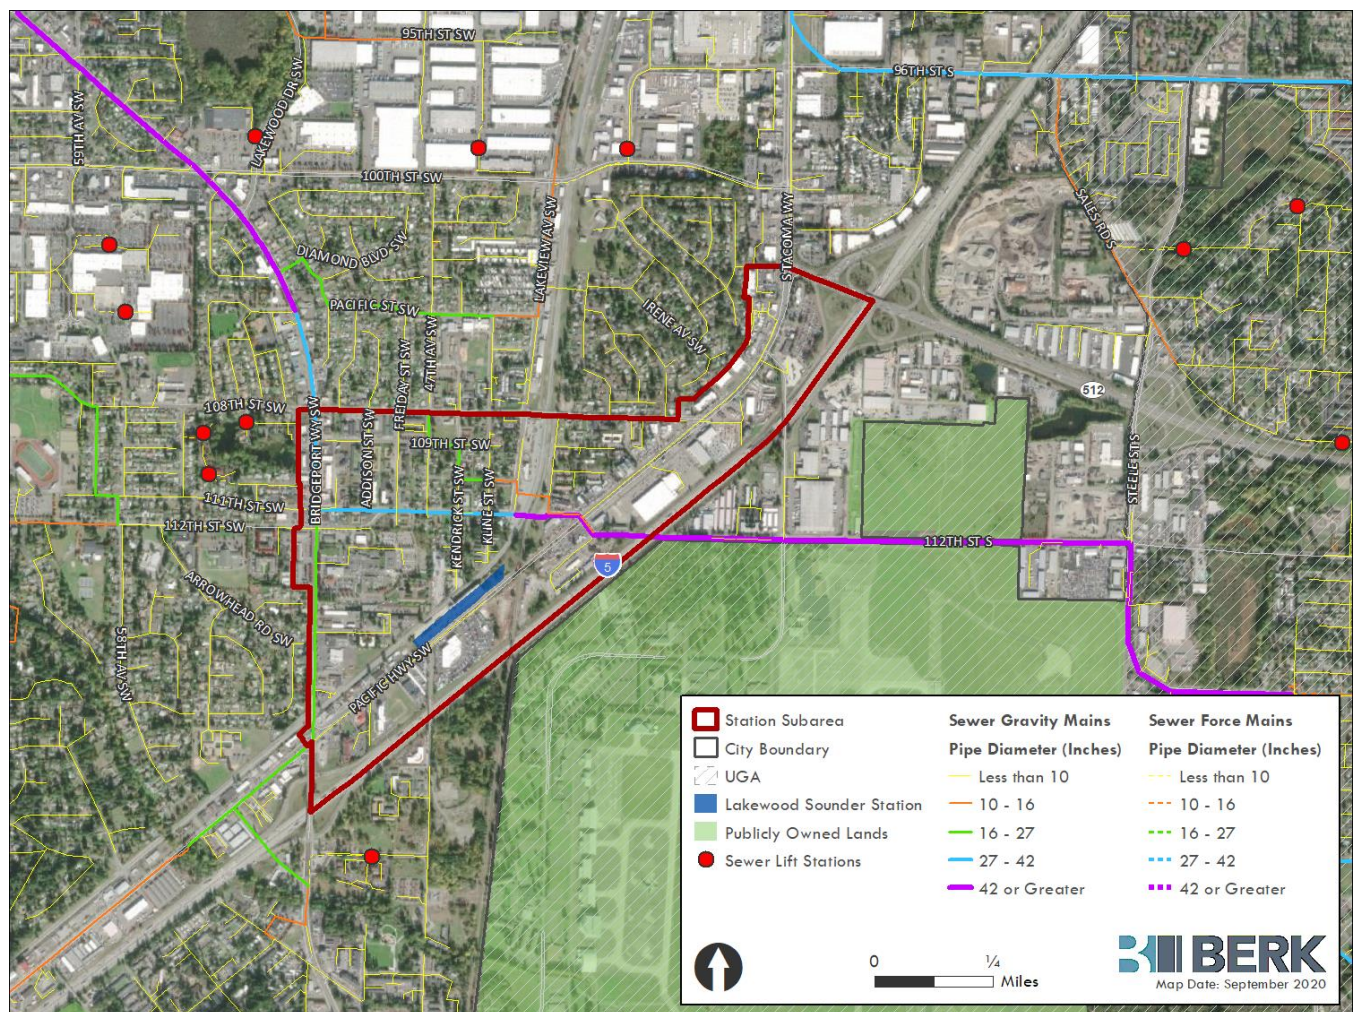 95TH ST SW
96TH ST S
59TH AV SW
LAKEWOOD DR SW
100TH ST SW
LAKEVIEW AV SW
S TACOMA WY
SALES RD S
DIAMOND BLVD SW
PACIFIC ST SW
IRENE AV SW
47TH AV SW
FREIDAY ST SW
512
108TH ST SW
BRIDGEPORT WY SW
ADDISON ST SW
109TH ST SW
KENDRICK ST SW
KLINE ST SW
STEELE ST S
111TH ST SW
112TH ST SW
112TH ST S
5
ARROWHEAD RD SW
58TH AV SW
PACIFIC HWY SW
Station Subarea
City Boundary
UGA
Lakewood Sounder Station
Publicly Owned Lands
Sewer Lift Stations
Sewer Gravity Mains
Pipe Diameter (Inches)
Less than 10
10 - 16
16 - 27
27 - 42
42 or Greater
Sewer Force Mains
Pipe Diameter (Inches)
Less than 10
10 - 16
16 - 27
27 - 42
42 or Greater
0 ¼
Miles
BERK
Map Date: September 2020